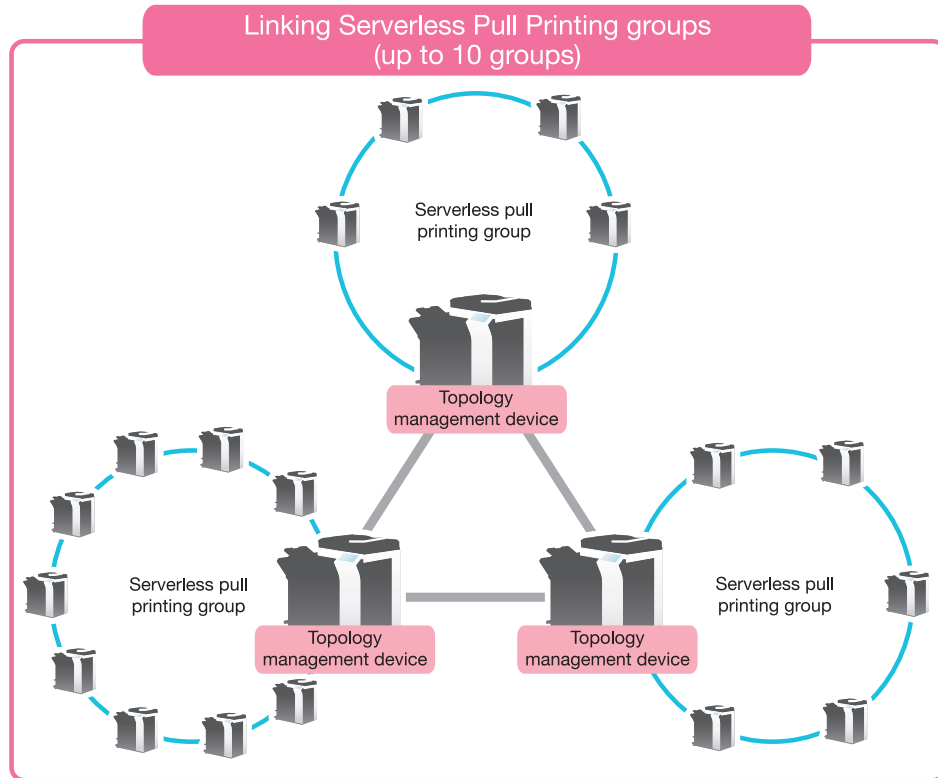 Linking Serverless Pull Printing groups
(up to 10 groups)
Serverless pull
printing group
Topology
management device
Serverless pull
printing group
Topology
management device
Topology
management device
Serverless pull
printing group